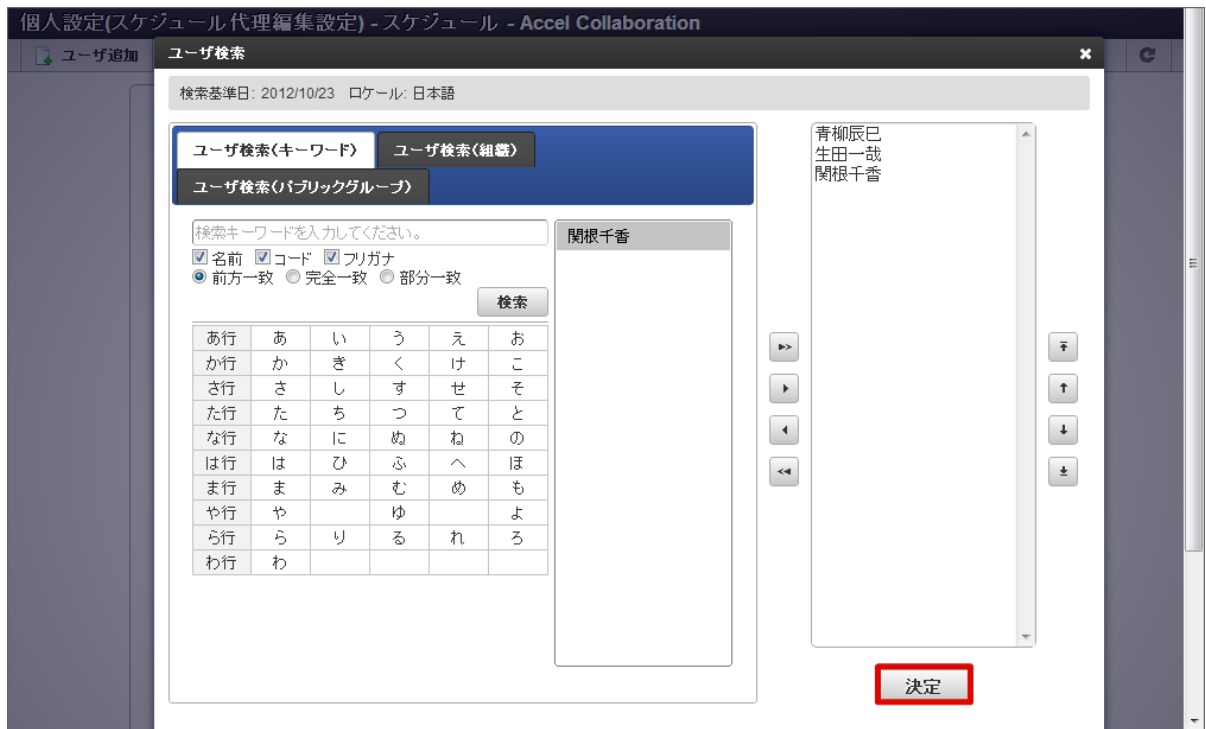 個人設定(スケジュール代理編集設定) - スケジュール - Accel Collaboration
ユーザ追加
ユーザ検索
検索基準日: 2012/10/23 ロケール: 日本語
ユーザ検索(キーワード) ユーザ検索(組織)
ユーザ検索(パブリックグループ)
検索キーワードを入力してください。
名前 コード フリガナ
前方一致 完全一致 部分一致
検索
あ行 あ い う え お
か行 か き く け こ
さ行 さ し す せ そ
た行 た ち つ て と
な行 な に ぬ ね の
は行 は ひ ふ へ ほ
ま行 ま み む め も
や行 や ゆ よ
ら行 ら り る れ ろ
わ行 わ
関根千香
青柳辰巳
生田一哉
関根千香
決定